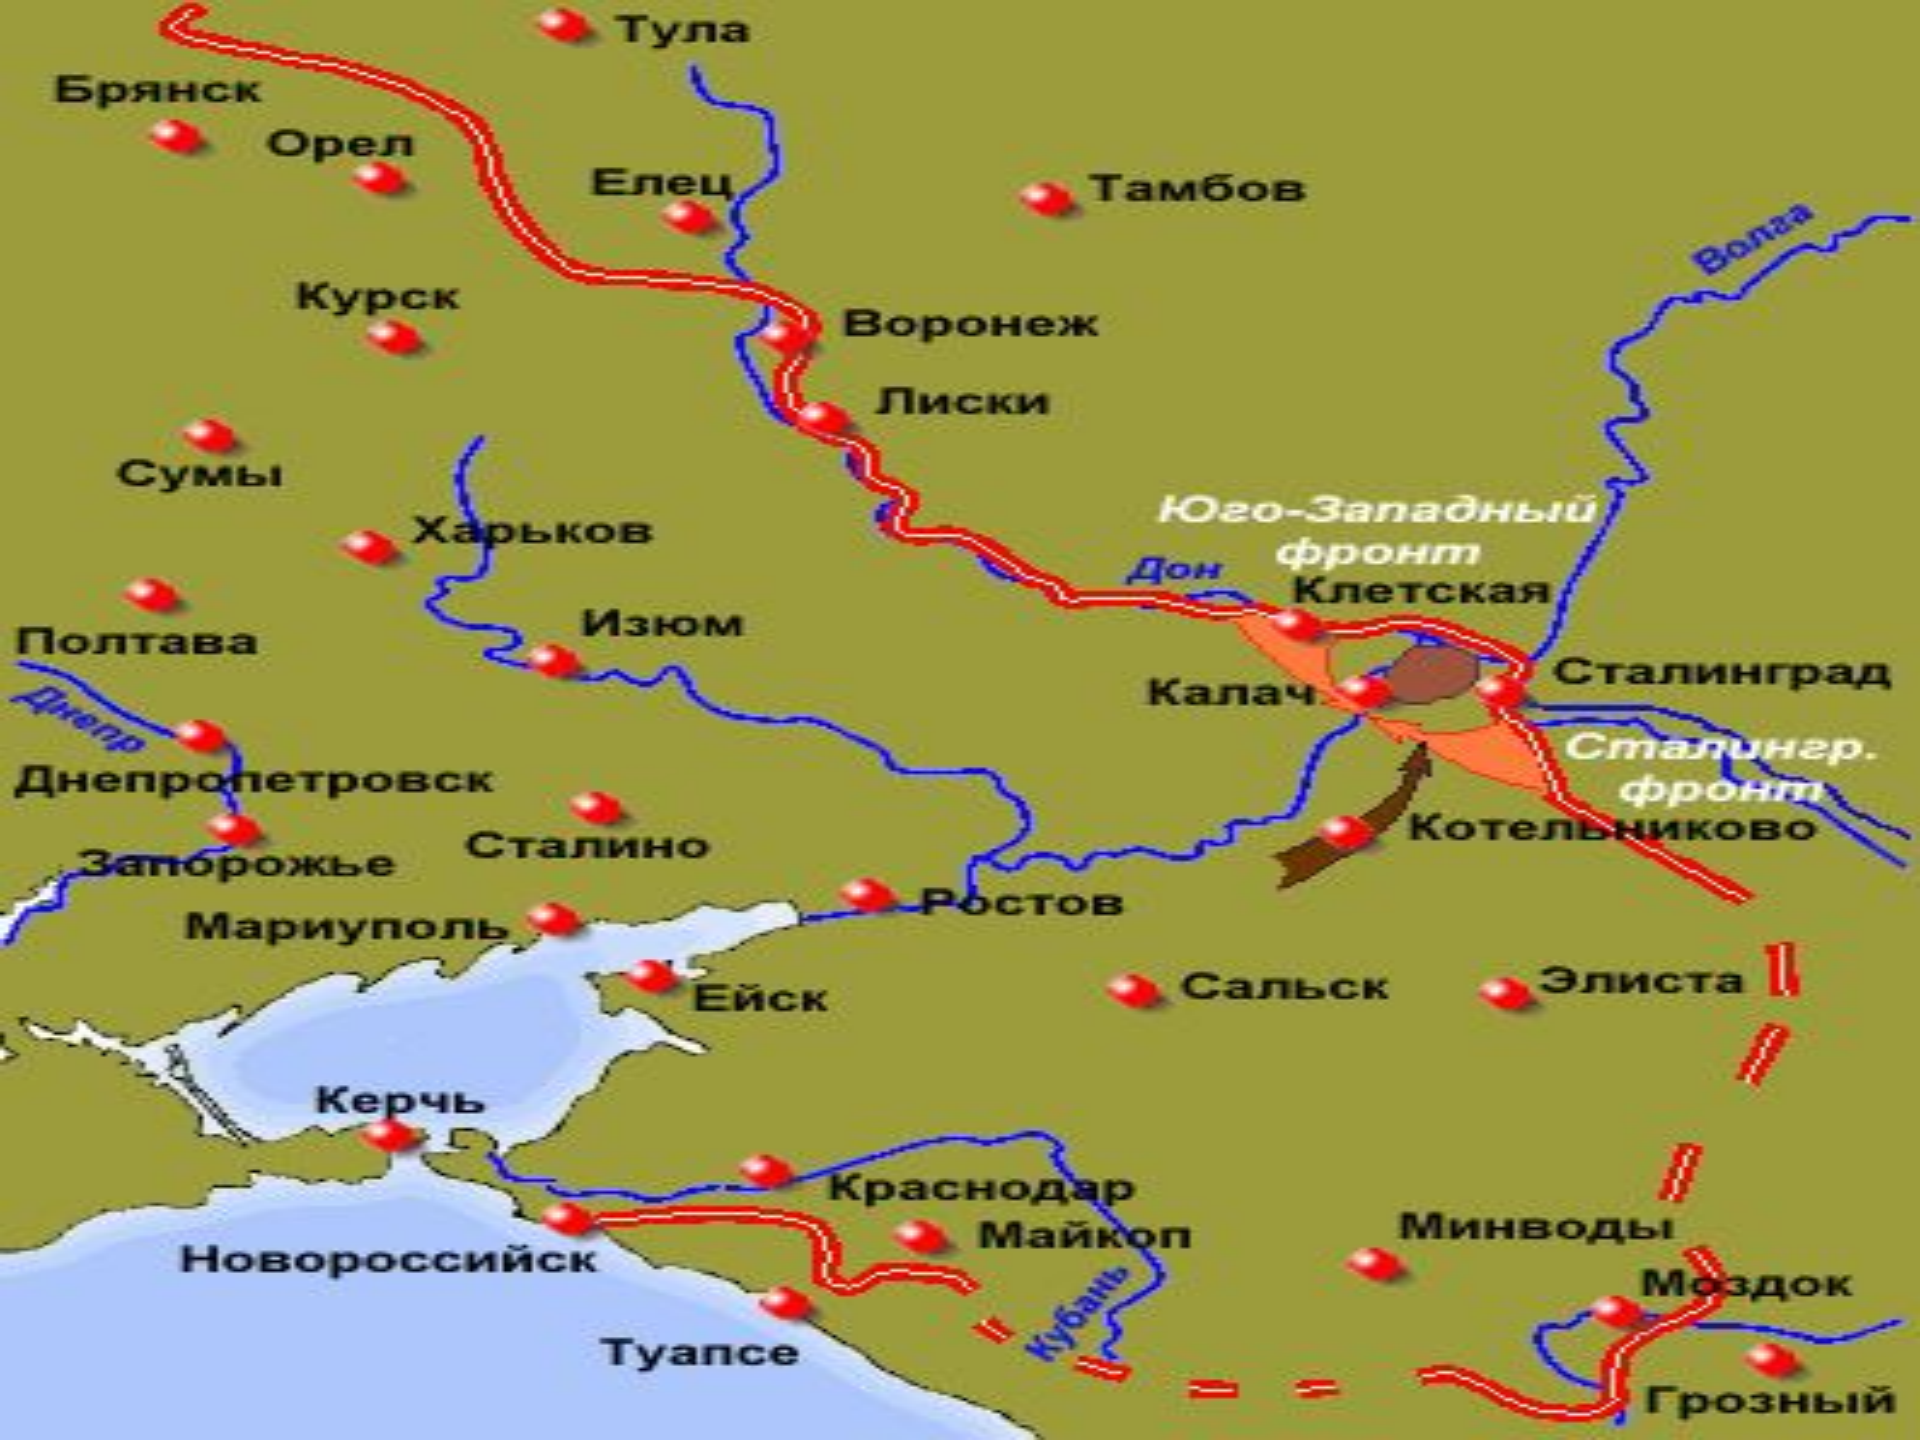 Тула
Брянск
Орел
Елец
Тамбов
Волга
Курск
Воронеж
Лиски
Сумы
Юго-Западный
фронт
Харьков
Дон
Клетская
Изюм
Полтава
Сталинград
Калач
Днепр
Сталингр.
фронт
Днепропетровск
Котельниково
Сталино
Запорожье
Ростов
Мариуполь
Элиста
Сальск
Ейск
Керчь
Краснодар
Минводы
Майкоп
Новороссийск
Моздок
Кубань
Туапсе
Грозный